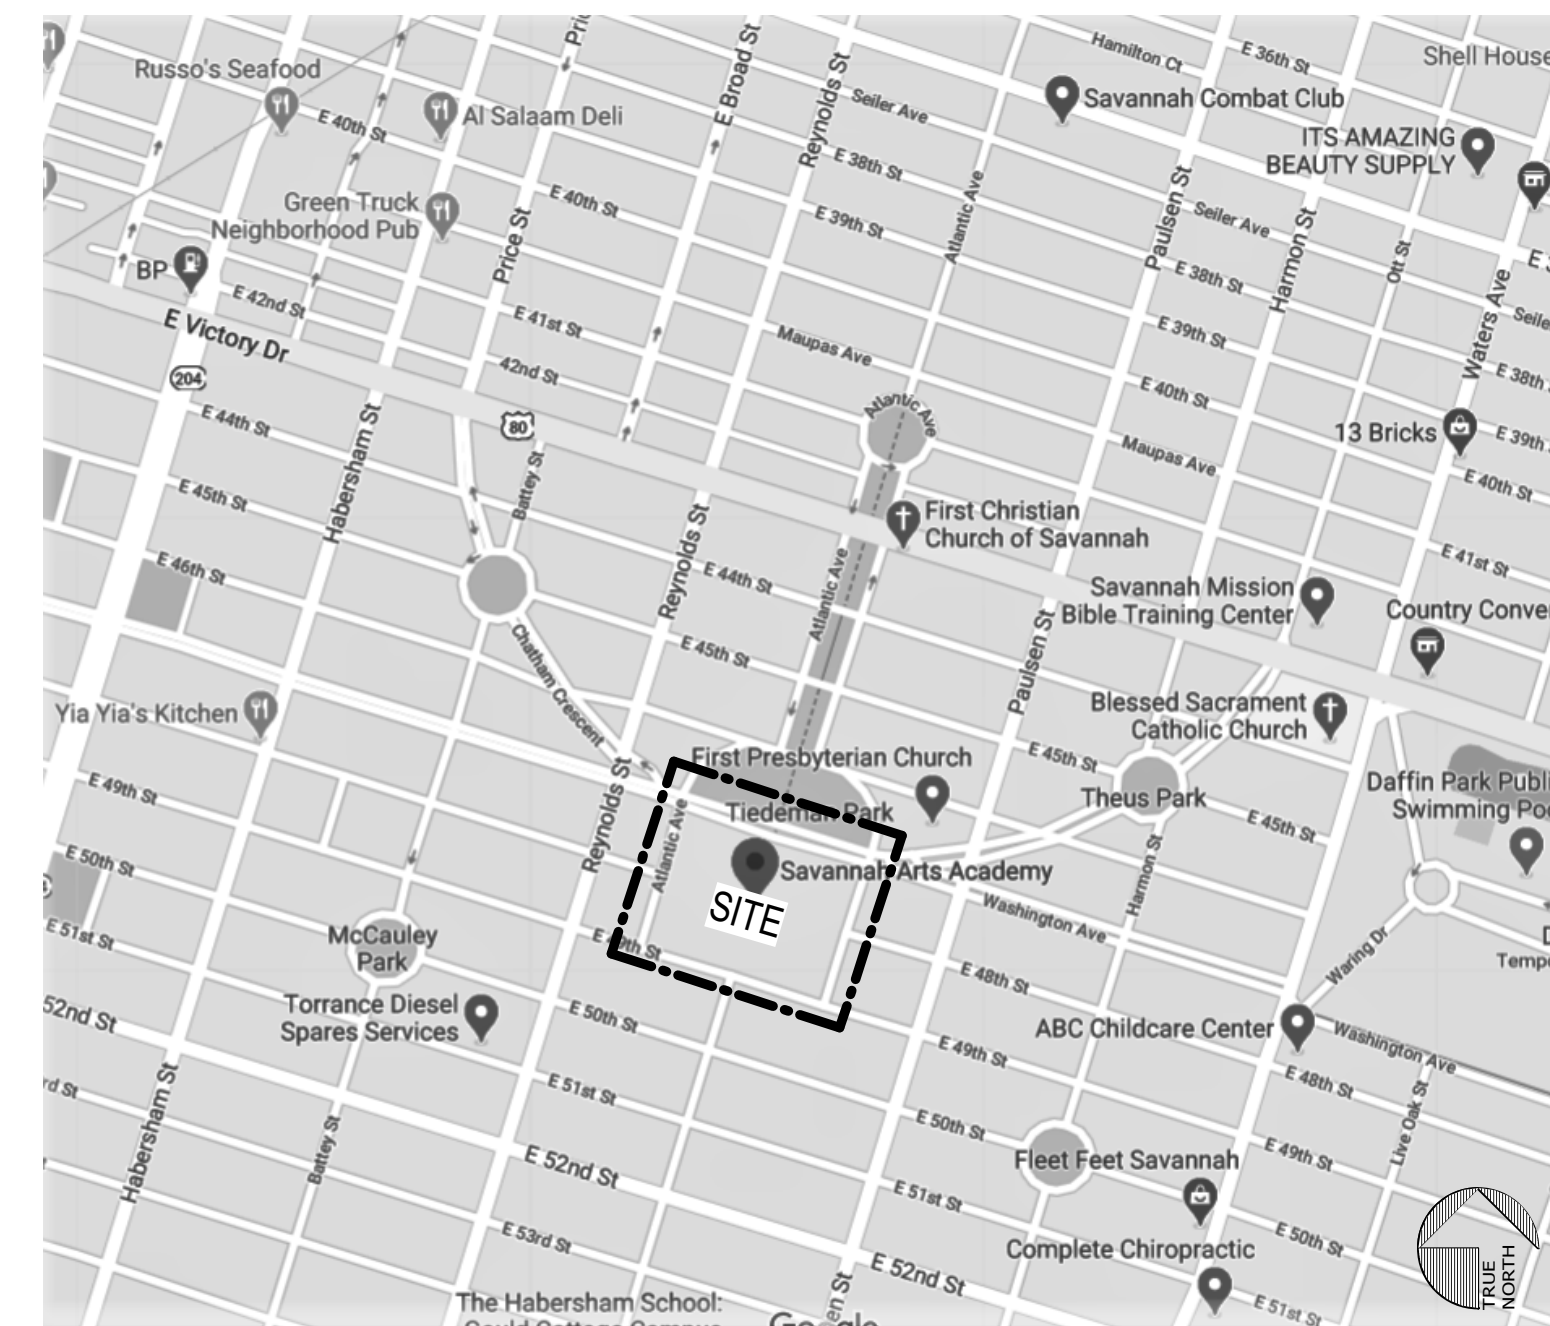 Hamilton Ct
E 36th St
Shell House
Russo's Seafood
E Broad St
Reynolds St
Seiler Ave
Savannah Combat Club
Al Salaam Deli
E 40th St
ITS AMAZING
BEAUTY SUPPLY
E 38th St
Green Truck
Neighborhood Pub
E 40th St
Price St
E 39th St
Atlantic Ave
Paulsen St
Seiler Ave
Harmon St
Ott St
BP
E 42nd St
E 38th St
Waters Ave
E Victory Dr
E 41st St
Maupas Ave
E 39th St
204
42nd St
E 38th
E 44th St
80
Atlantic Ave
E 40th St
13 Bricks
E 39th
Habersham St
Battey St
Maupas Ave
E 45th St
Reynolds St
First Christian
Church of Savannah
E 40th St
E 46th St
E 44th St
Atlantic Ave
E 41st St
Savannah Mission
Bible Training Center
Country Conve
Chatham Crescent
E 45th St
Paulsen St
Yia Yia's Kitchen
Blessed Sacrament
Catholic Church
First Presbyterian Church
E 45th St
E 49th St
Reynolds St
Tiedeman Park
Theus Park
Daffin Park Publi
Swimming Poo
E 45th St
Atlantic Ave
E 50th St
Savannah Arts Academy
Harmon St
SITE
Washington Ave
E 51st St
McCauley
Park
E 49th St
E 48th St
Waring Dr
Tempo
52nd St
Torrance Diesel
Spares Services
E 50th St
ABC Childcare Center
Washington Ave
E 49th St
rd St
E 51st St
E 48th St
Live Oak St
Habersham St
Battey St
E 50th St
E 52nd St
Fleet Feet Savannah
E 49th St
E 51st St
E 53rd St
Complete Chiropractic
E 50th St
TRUE
NORTH
E 52nd St
The Habersham School:
en St
E 51st St
Google